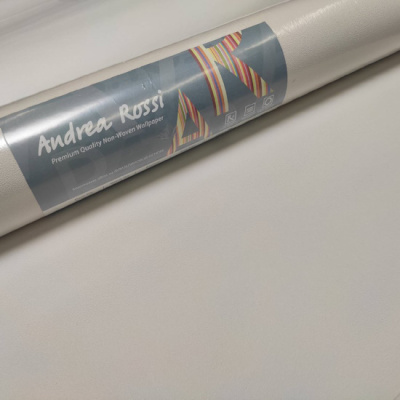 Andrea Rossi
Premium Quality Non-Woven Wallpaper